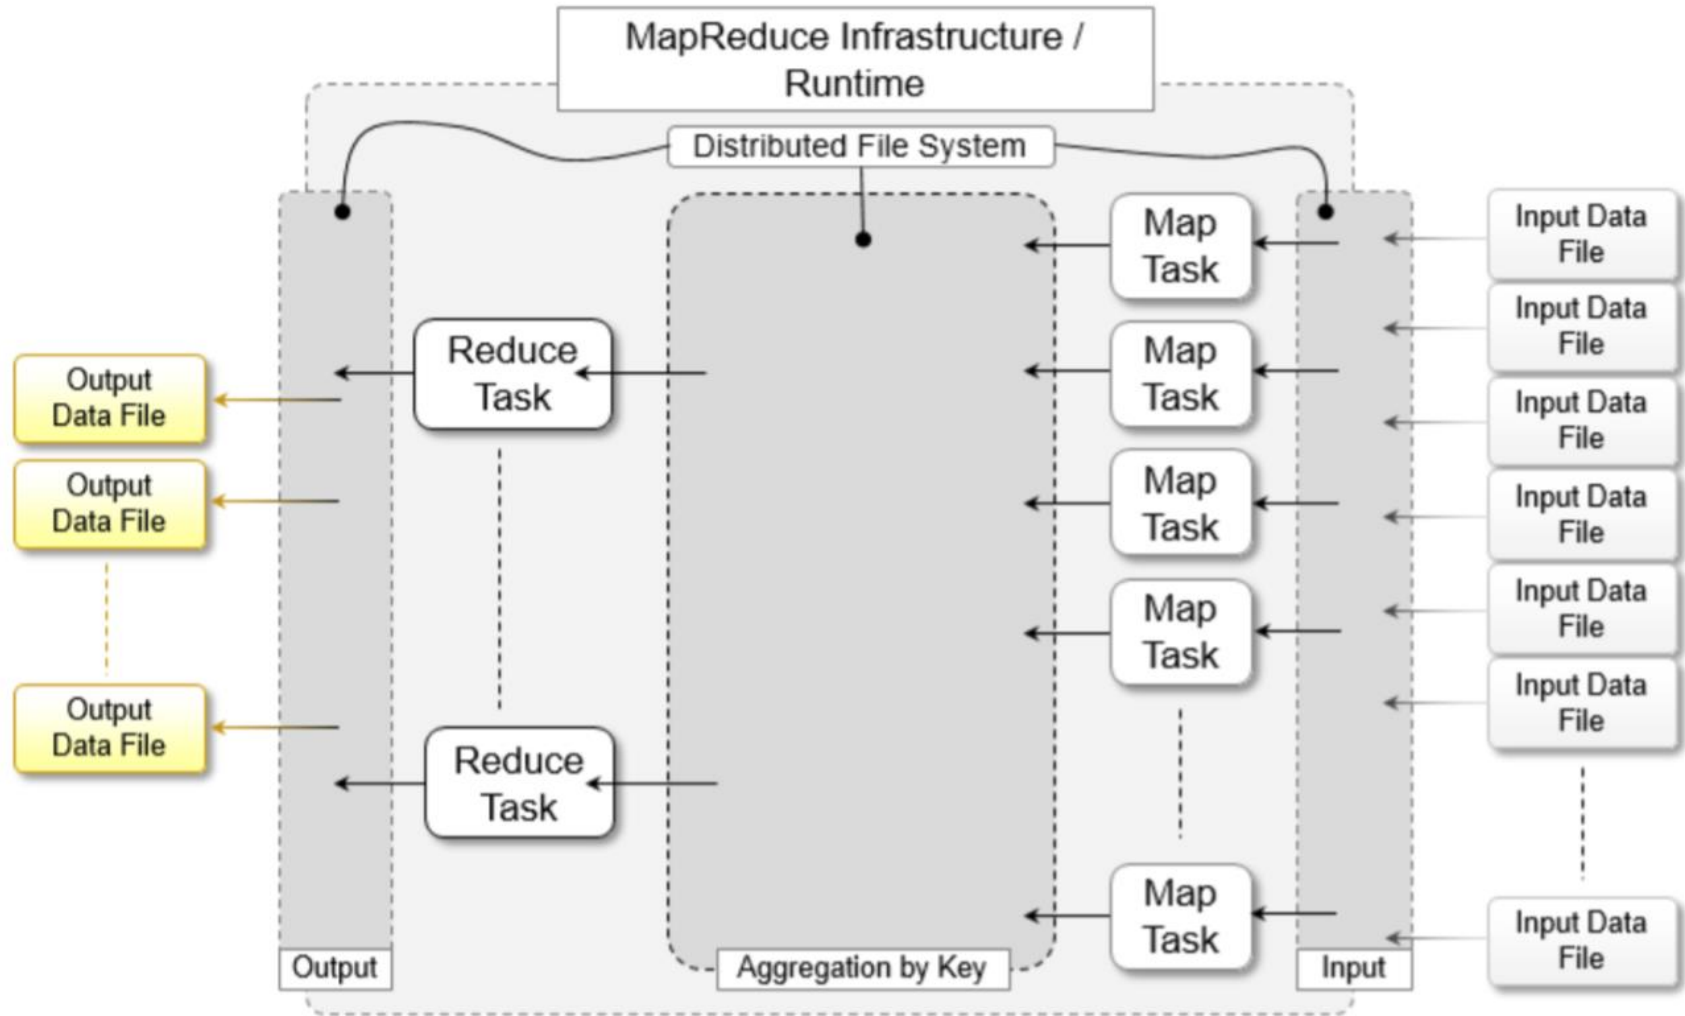 MapReduce Infrastructure /
Runtime
Distributed File System
Output
Data File
Output
Data File
Output
Data File
Output
Reduce
Task
Reduce
Task
Aggregation by Key
Map
Task
Map
Task
Map
Task
Map
Task
Map
Task
Input
Input Data
File
Input Data
File
Input Data
File
Input Data
File
Input Data
File
Input Data
File
Input Data
File